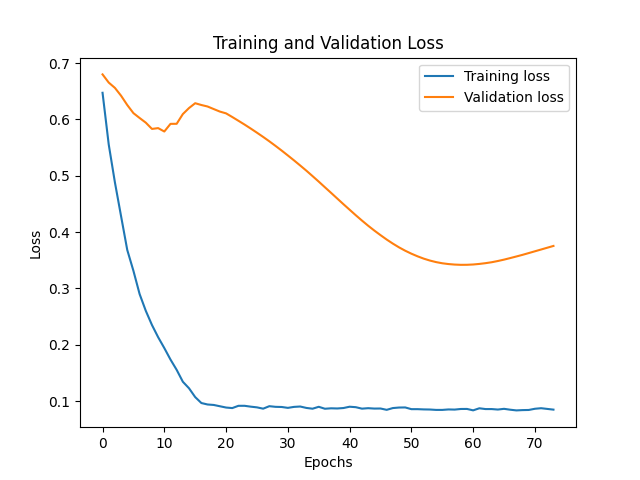 Training and Validation Loss
Training loss
Validation loss
0.7
0.6
0.5
0.4
0.3
0.2
0.1
Loss
0 10 20 30 40 50 60 70
Epochs